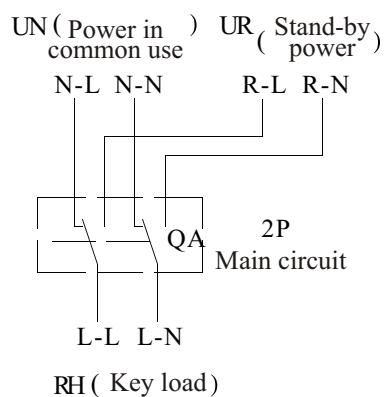 UN ( Power in common use ) UR ( Stand-by power )
N-L N-N R-L R-N
QA 2P
Main circuit
L-L L-N
RH ( Key load )